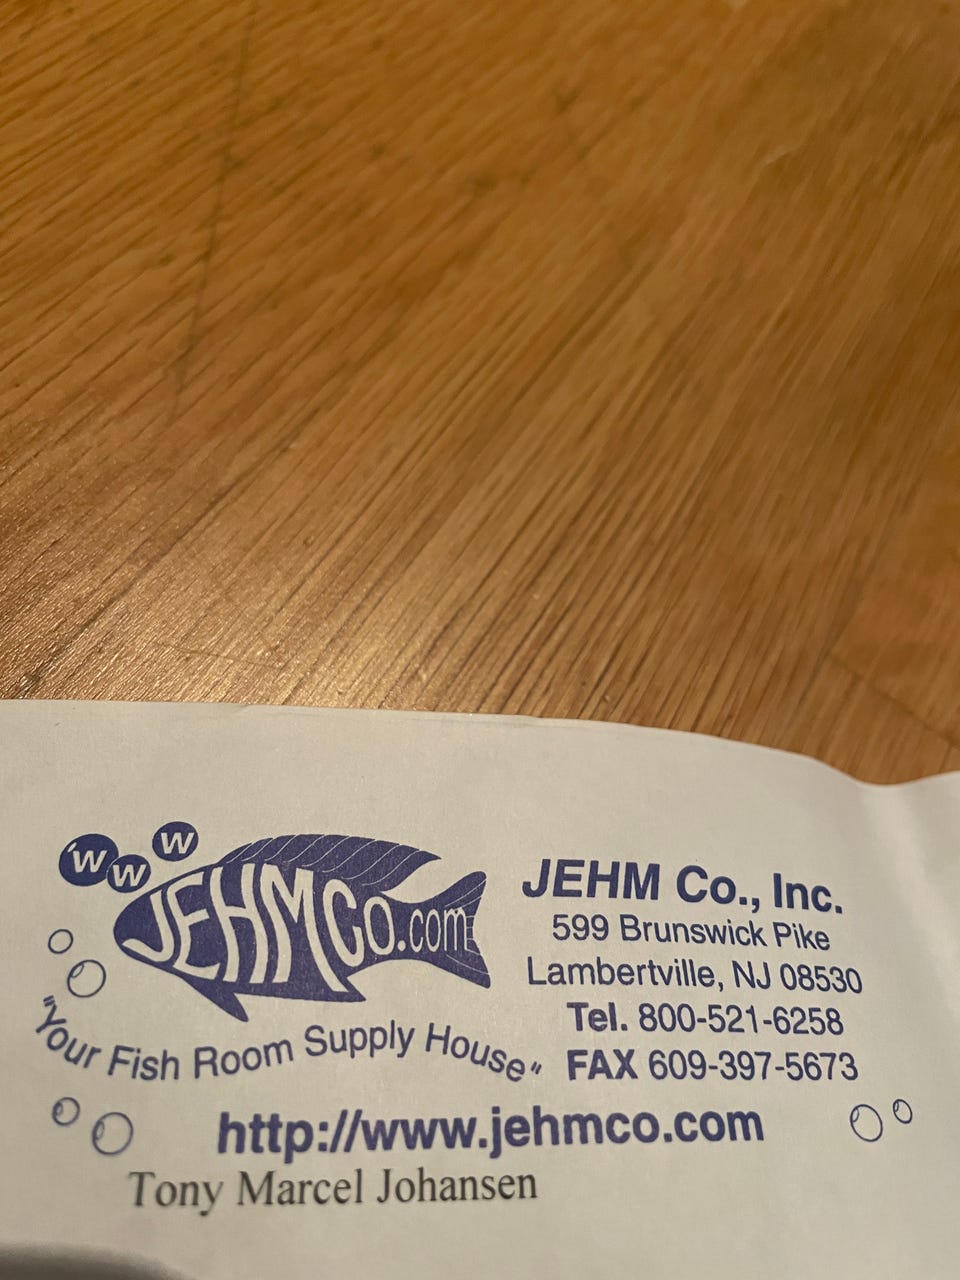 W W W
JEHMCO.com
"Your Fish Room Supply House"
JEHM Co., Inc.
599 Brunswick Pike
Lambertville, NJ 08530
Tel. 800-521-6258
FAX 609-397-5673
http://www.jehmco.com
Tony Marcel Johansen